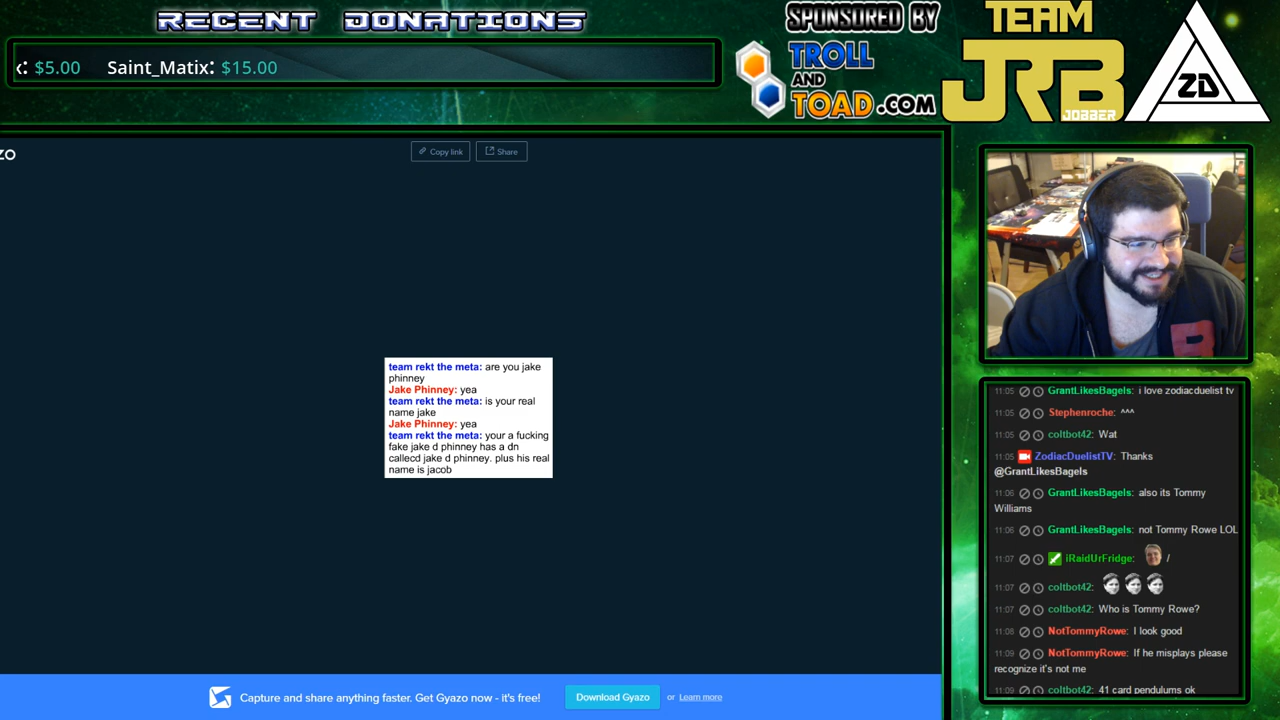 RECENT DONATIONS
: $5.00 Saint_Matix: $15.00
SPONSORED BY
TROLL
AND
TOAD.COM
TEAM
JRB
JOBBER
ZD
ZO
Copy link
Share
team rekt the meta: are you jake
phinney
Jake Phinney: yea
team rekt the meta: is your real
name jake
Jake Phinney: yea
team rekt the meta: your a fucking
fake jake d phinney has a dn
callecd jake d phinney. plus his real
name is jacob
Capture and share anything faster. Get Gyazo now - it's free!
Download Gyazo
or Learn more
11:05 GrantLikesBagels: i love zodiacduelist tv
11:05 Stephenroche: ^^^
11:05 coltbot42: Wat
11:05 ZodiacDuelistTV: Thanks
@GrantLikesBagels
11:06 GrantLikesBagels: also its Tommy
Williams
11:06 GrantLikesBagels: not Tommy Rowe LOL
11:07 iRaidUrFridge: /
11:07 coltbot42:
11:07 coltbot42: Who is Tommy Rowe?
11:08 NotTommyRowe: I look good
11:09 NotTommyRowe: If he misplays please
recognize it's not me
11:09 coltbot42: 41 card pendulums ok